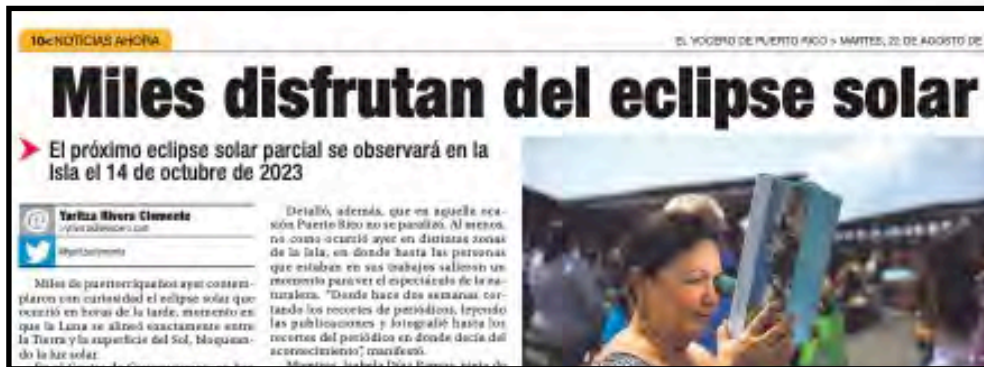 10< NOTICIAS AHORA
EL VOCERO DE PUERTO RICO > MARTES, 22 DE AGOSTO DE
Miles disfrutan del eclipse solar
El próximo eclipse solar parcial se observará en la
Isla el 14 de octubre de 2023
Yaritza Rivera Clemente
Miles de puertorriqueños ayer contem-
plaron con curiosidad el eclipse solar que
ocurrió en horas de la tarde, momento en
que la Luna se alineó exactamente entre
la Tierra y la superficie del Sol, bloquean-
do la luz solar.
Detalló, además, que en aquella oca-
sión Puerto Rico no se paralizó. Al menos,
no como ocurrió ayer en distintas zonas
de la Isla, en donde hasta las personas
que estaban en sus trabajos salieron un
momento para ver el espectáculo de la na-
turaleza. "Desde hace dos semanas cor-
tando los recortes de periódicos, leyendo
las publicaciones y fotografié hasta los
recortes del periódico en donde decía del
acontecimiento", manifestó.